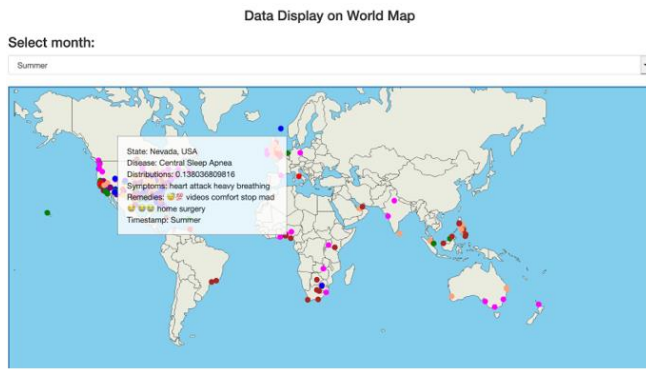 Data Display on World Map
Select month:
Summer
State: Nevada, USA
Disease: Central Sleep Apnea
Distributions: 0.138036809816
Symptoms: heart attack heavy breathing
Remedies: 😅💯 videos comfort stop mad
😅 😂😂 home surgery
Timestamp: Summer